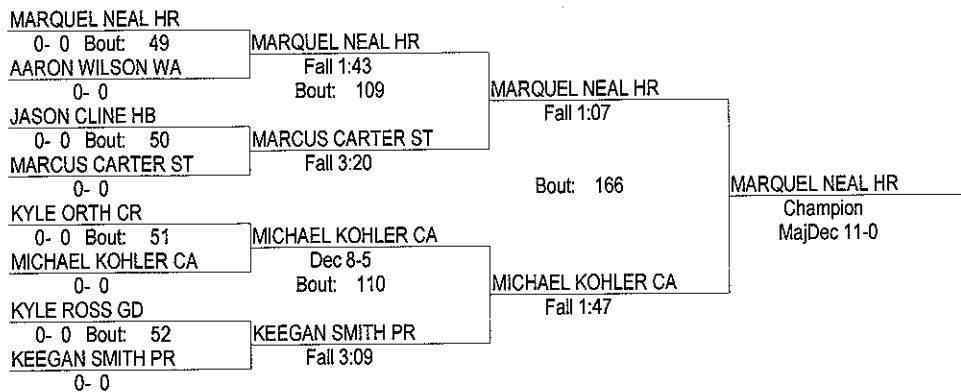 MARQUEL NEAL HR
0- 0 Bout: 49
AARON WILSON WA
0- 0
JASON CLINE HB
0- 0 Bout: 50
MARCUS CARTER ST
0- 0
KYLE ORTH CR
0- 0 Bout: 51
MICHAEL KOHLER CA
0- 0
KYLE ROSS GD
0- 0 Bout: 52
KEEGAN SMITH PR
0- 0
MARQUEL NEAL HR
Fall 1:43
Bout: 109
MARCUS CARTER ST
Fall 3:20
MICHAEL KOHLER CA
Dec 8-5
Bout: 110
KEEGAN SMITH PR
Fall 3:09
MARQUEL NEAL HR
Fall 1:07
Bout: 166
MICHAEL KOHLER CA
Fall 1:47
MARQUEL NEAL HR
Champion
MajDec 11-0